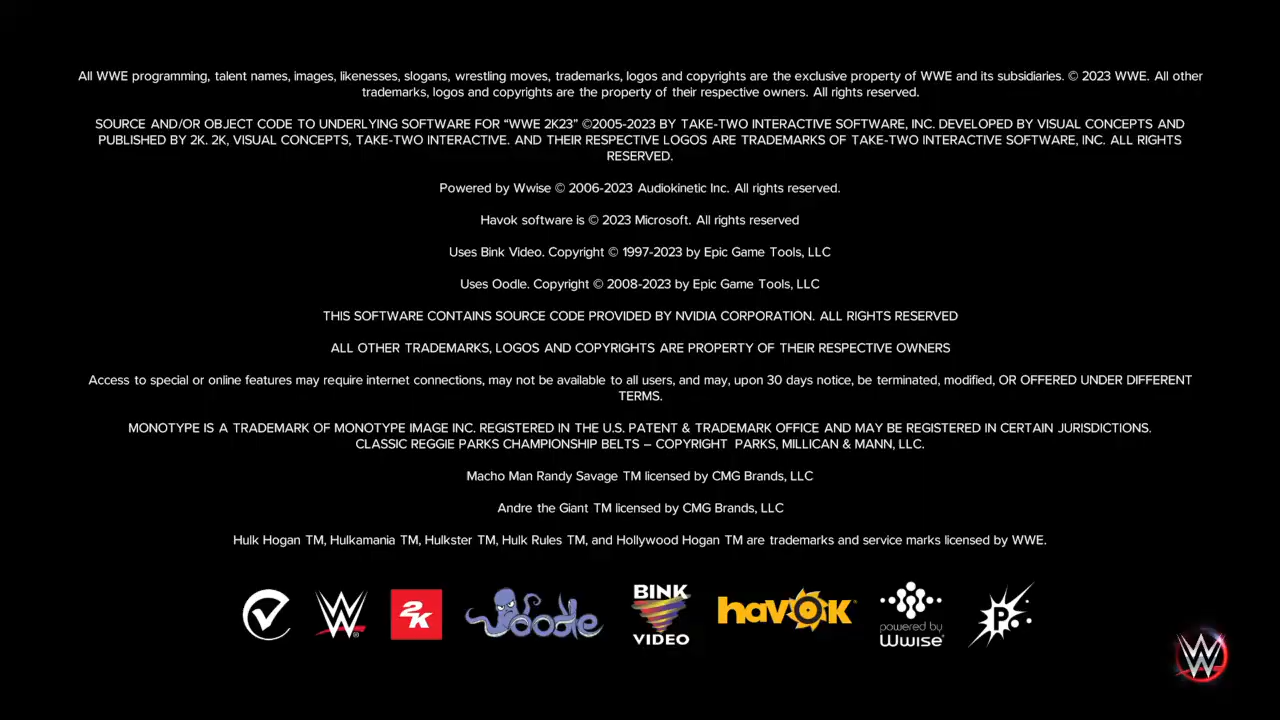 All WWE programming, talent names, images, likenesses, slogans, wrestling moves, trademarks, logos and copyrights are the exclusive property of WWE and its subsidiaries. © 2023 WWE. All other
trademarks, logos and copyrights are the property of their respective owners. All rights reserved.
SOURCE AND/OR OBJECT CODE TO UNDERLYING SOFTWARE FOR “WWE 2K23” ©2005-2023 BY TAKE-TWO INTERACTIVE SOFTWARE, INC. DEVELOPED BY VISUAL CONCEPTS AND
PUBLISHED BY 2K. 2K, VISUAL CONCEPTS, TAKE-TWO INTERACTIVE. AND THEIR RESPECTIVE LOGOS ARE TRADEMARKS OF TAKE-TWO INTERACTIVE SOFTWARE, INC. ALL RIGHTS
RESERVED.
Powered by Wwise © 2006-2023 Audiokinetic Inc. All rights reserved.
Havok software is © 2023 Microsoft. All rights reserved
Uses Bink Video. Copyright © 1997-2023 by Epic Game Tools, LLC
Uses Oodle. Copyright © 2008-2023 by Epic Game Tools, LLC
THIS SOFTWARE CONTAINS SOURCE CODE PROVIDED BY NVIDIA CORPORATION. ALL RIGHTS RESERVED
ALL OTHER TRADEMARKS, LOGOS AND COPYRIGHTS ARE PROPERTY OF THEIR RESPECTIVE OWNERS
Access to special or online features may require internet connections, may not be available to all users, and may, upon 30 days notice, be terminated, modified, OR OFFERED UNDER DIFFERENT
TERMS.
MONOTYPE IS A TRADEMARK OF MONOTYPE IMAGE INC. REGISTERED IN THE U.S. PATENT & TRADEMARK OFFICE AND MAY BE REGISTERED IN CERTAIN JURISDICTIONS.
CLASSIC REGGIE PARKS CHAMPIONSHIP BELTS – COPYRIGHT PARKS, MILLICAN & MANN, LLC.
Macho Man Randy Savage TM licensed by CMG Brands, LLC
Andre the Giant TM licensed by CMG Brands, LLC
Hulk Hogan TM, Hulkamania TM, Hulkster TM, Hulk Rules TM, and Hollywood Hogan TM are trademarks and service marks licensed by WWE.
W 2K Oodle BINK VIDEO havok powered by Wwise P
W